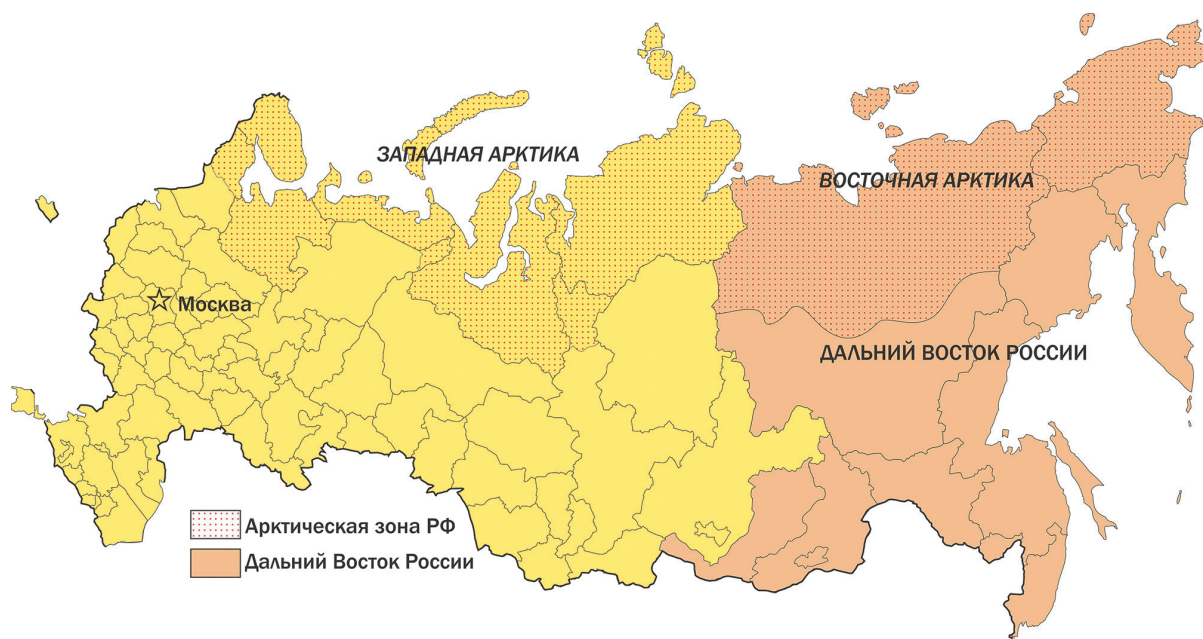 ЗАПАДНАЯ АРКТИКА
ВОСТОЧНАЯ АРКТИКА
Москва
ДАЛЬНИЙ ВОСТОК РОССИИ
Арктическая зона РФ
Дальний Восток России